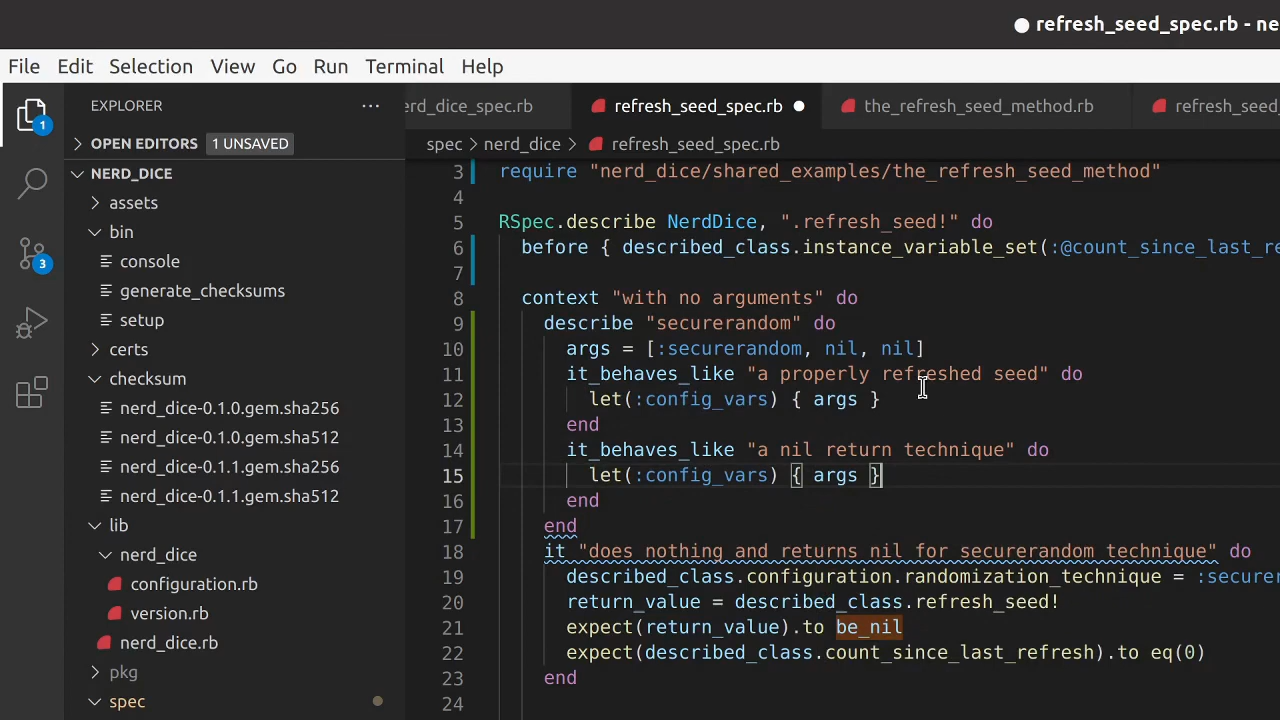 refresh_seed_spec.rb - ne
File Edit Selection View Go Run Terminal Help
EXPLORER
OPEN EDITORS 1 UNSAVED
NERD_DICE
assets
bin
console
generate_checksums
setup
certs
checksum
nerd_dice-0.1.0.gem.sha256
nerd_dice-0.1.0.gem.sha512
nerd_dice-0.1.1.gem.sha256
nerd_dice-0.1.1.gem.sha512
lib
nerd_dice
configuration.rb
version.rb
nerd_dice.rb
pkg
spec
1
3
erd_dice_spec.rb refresh_seed_spec.rb the_refresh_seed_method.rb refresh_seed_
spec > nerd_dice > refresh_seed_spec.rb
3 require "nerd_dice/shared_examples/the_refresh_seed_method"
4
5 RSpec.describe NerdDice, ".refresh_seed!" do
6 before { described_class.instance_variable_set(:@count_since_last_re
7
8 context "with no arguments" do
9 describe "securerandom" do
10 args = [:securerandom, nil, nil]
11 it_behaves_like "a properly refreshed seed" do
12 let(:config_vars) { args }
13 end
14 it_behaves_like "a nil return technique" do
15 let(:config_vars) { args }
16 end
17 end
18 it "does nothing and returns nil for securerandom technique" do
19 described_class.configuration.randomization_technique = :secure
20 return_value = described_class.refresh_seed!
21 expect(return_value).to be_nil
22 expect(described_class.count_since_last_refresh).to eq(0)
23 end
24